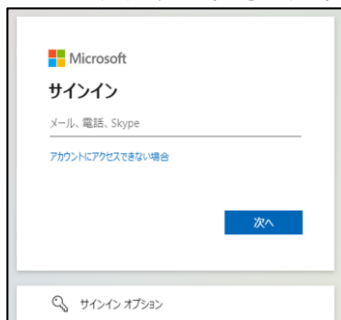 Microsoft
サインイン
メール、電話、Skype
アカウントにアクセスできない場合
次へ
サインイン オプション